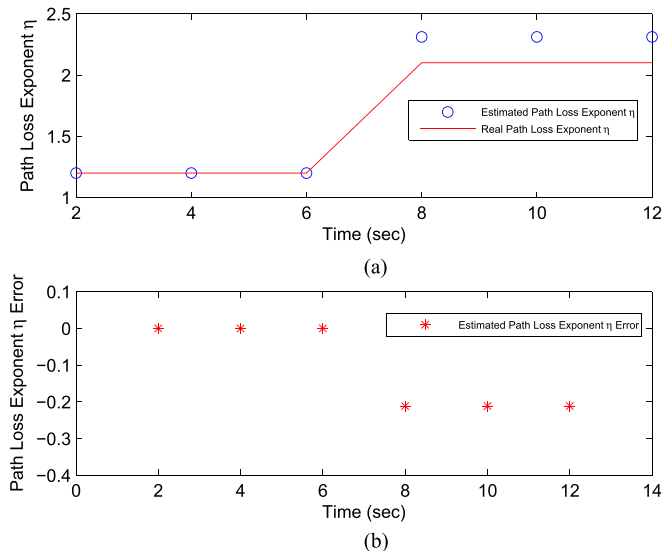 2.5
2
1.5
1
Path Loss Exponent η
Estimated Path Loss Exponent η
Real Path Loss Exponent η
2 4 6 8 10 12
Time (sec)
(a)
0.1
0
−0.1
−0.2
−0.3
−0.4
Path Loss Exponent η Error
Estimated Path Loss Exponent η Error
0 2 4 6 8 10 12 14
Time (sec)
(b)